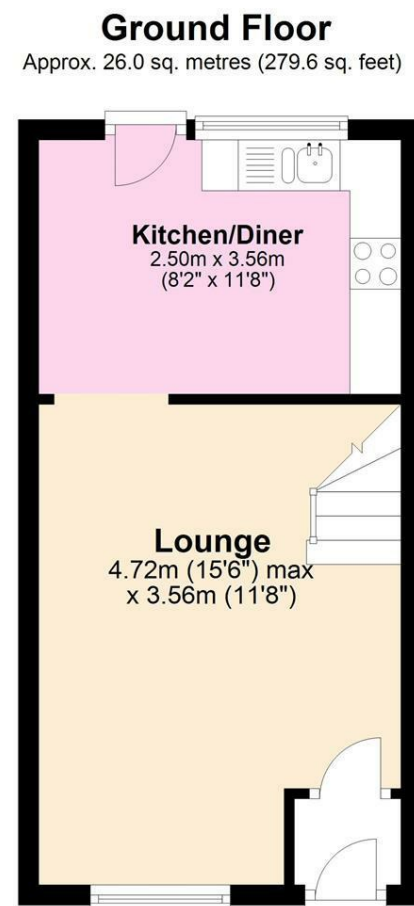 Ground Floor
Approx. 26.0 sq. metres (279.6 sq. feet)
Kitchen/Diner
2.50m x 3.56m
(8'2" x 11'8")
Lounge
4.72m (15'6") max
x 3.56m (11'8")